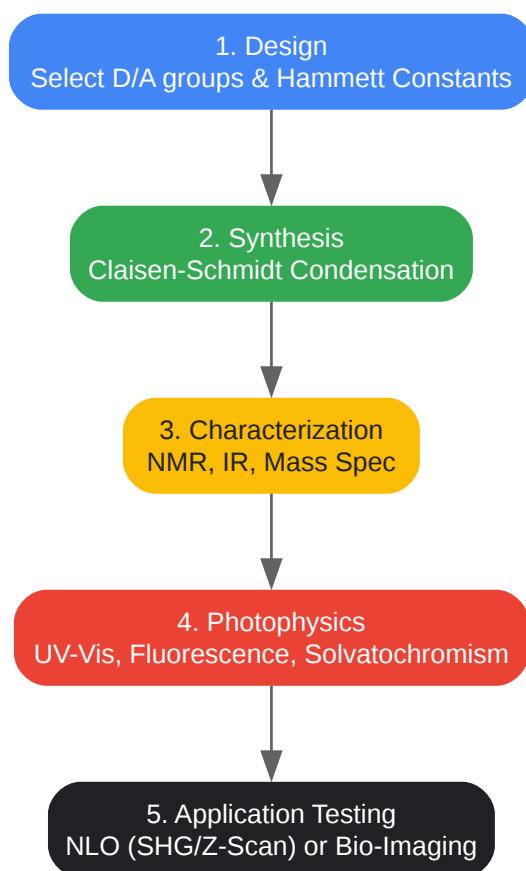 1. Design
Select D/A groups & Hammett Constants
2. Synthesis
Claisen-Schmidt Condensation
3. Characterization
NMR, IR, Mass Spec
4. Photophysics
UV-Vis, Fluorescence, Solvatochromism
5. Application Testing
NLO (SHG/Z-Scan) or Bio-Imaging